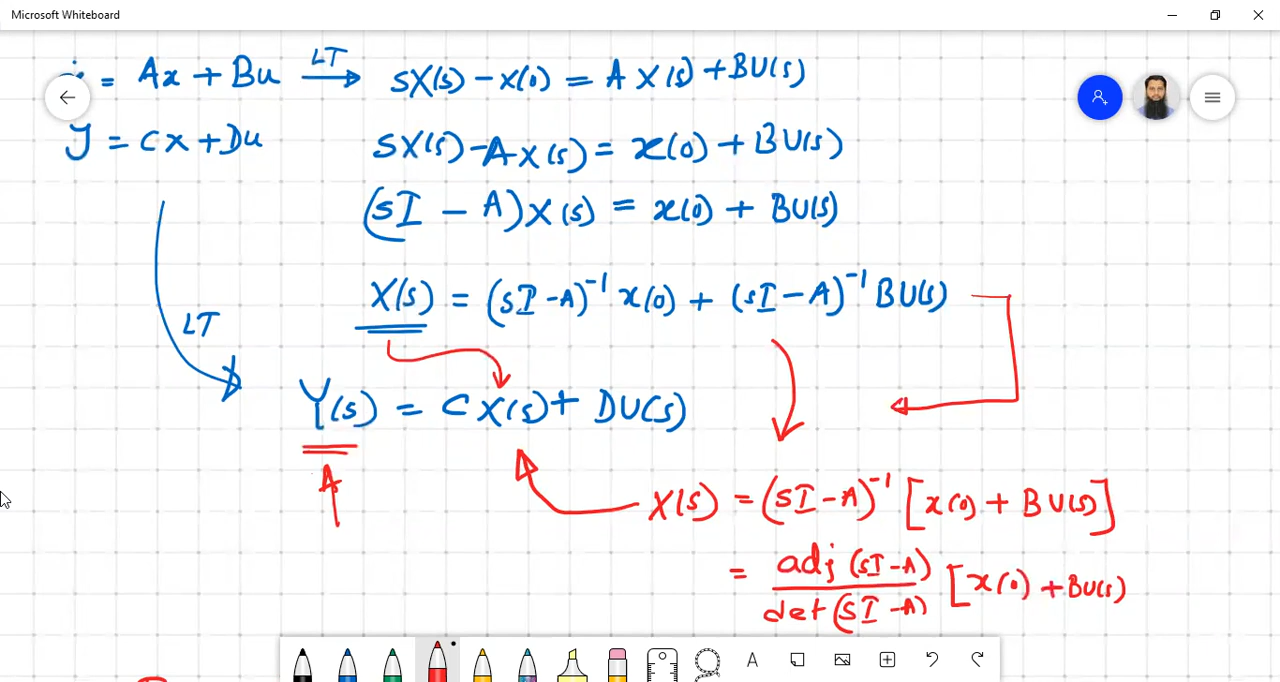 Microsoft Whiteboard
ẋ = Ax + Bu LT→ SX(s) - x(0) = A X(s) + BU(s)
y = Cx + Du SX(s) - AX(s) = x(0) + BU(s)
(SI - A)X(s) = x(0) + BU(s)
X(s) = (SI - A)⁻¹ x(0) + (SI - A)⁻¹ BU(s)
LT
Y(s) = CX(s) + DU(s)
X(s) = (SI - A)⁻¹ [x(0) + BU(s)]
= adj (SI - A) / det (SI - A) [x(0) + BU(s)